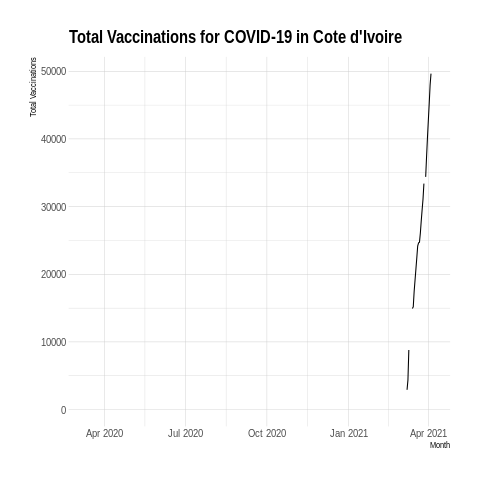 Total Vaccinations for COVID-19 in Cote d'Ivoire
Total Vaccinations
50000
40000
30000
20000
10000
0
Apr 2020 Jul 2020 Oct 2020 Jan 2021 Apr 2021
Month